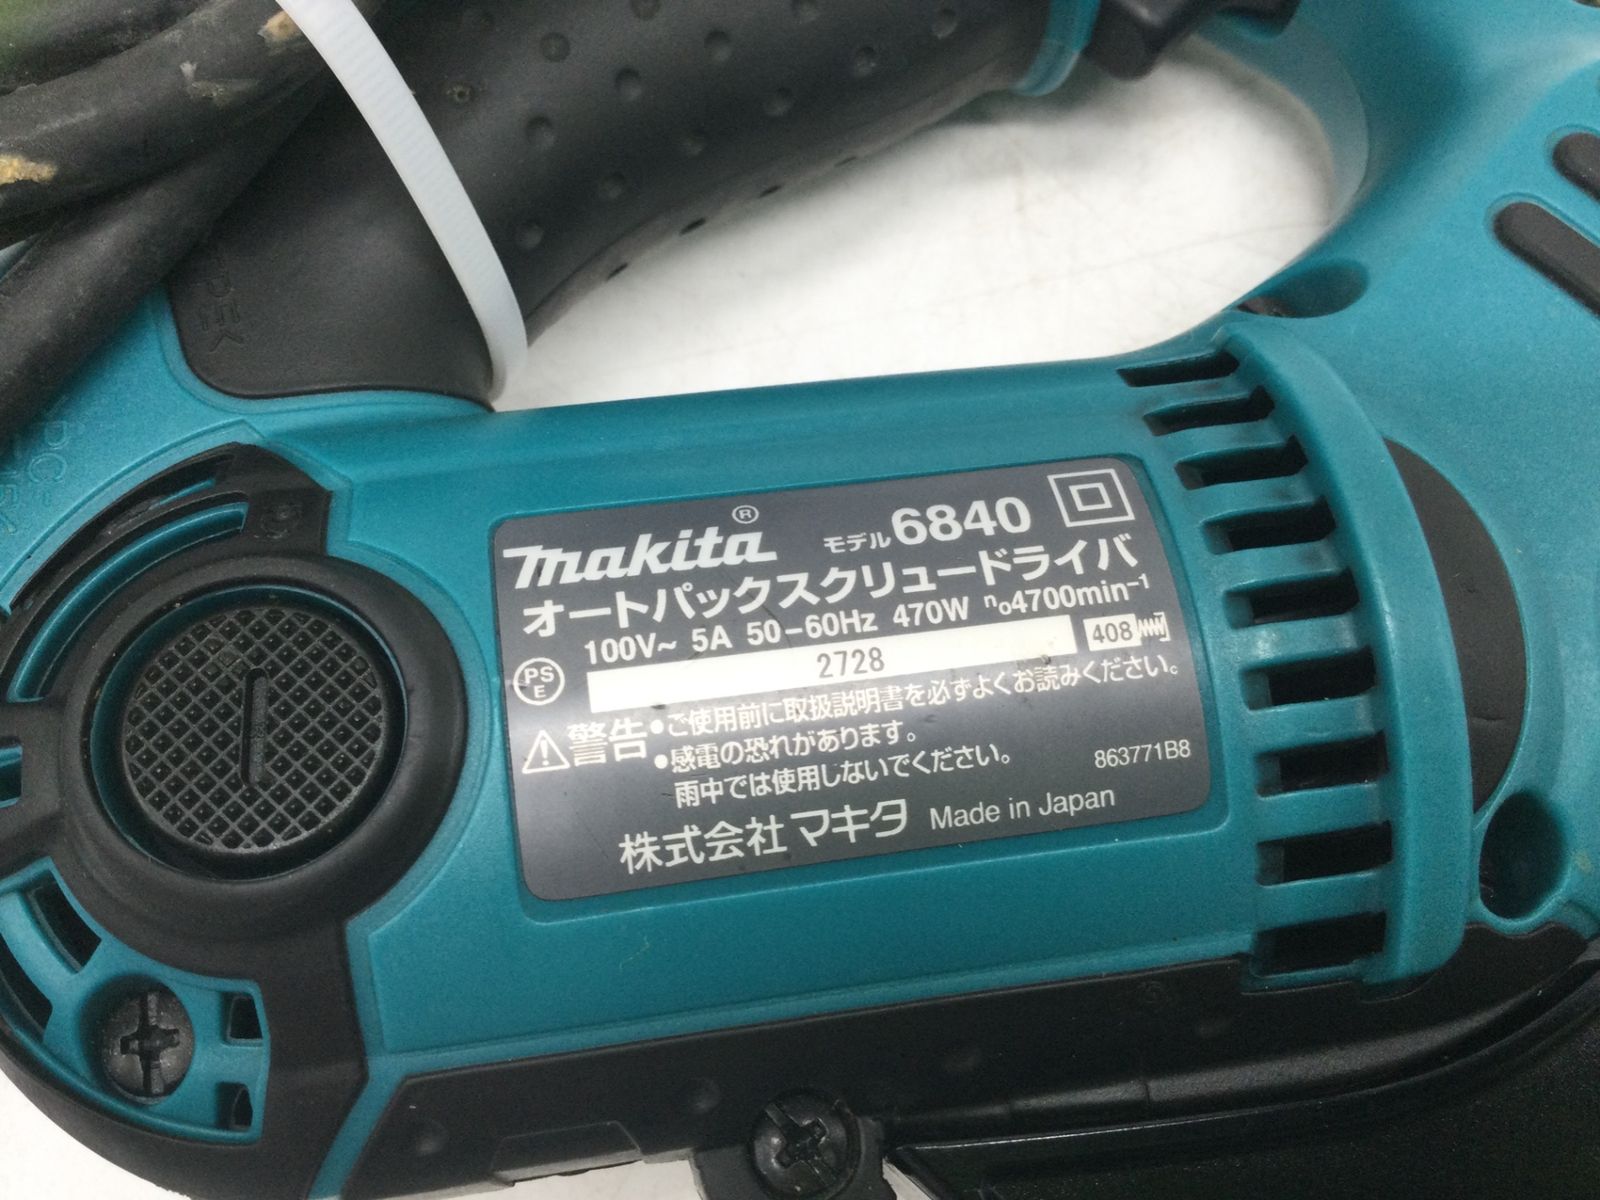 makita® モデル6840
オートパックスクリュードライバ
100V~ 5A 50-60Hz 470W n₀4700min⁻¹
2728 408
PS
E
警告 •ご使用前に取扱説明書を必ずよくお読みください。
•感電の恐れがあります。
雨中では使用しないでください。
863771B8
株式会社マキタ Made in Japan